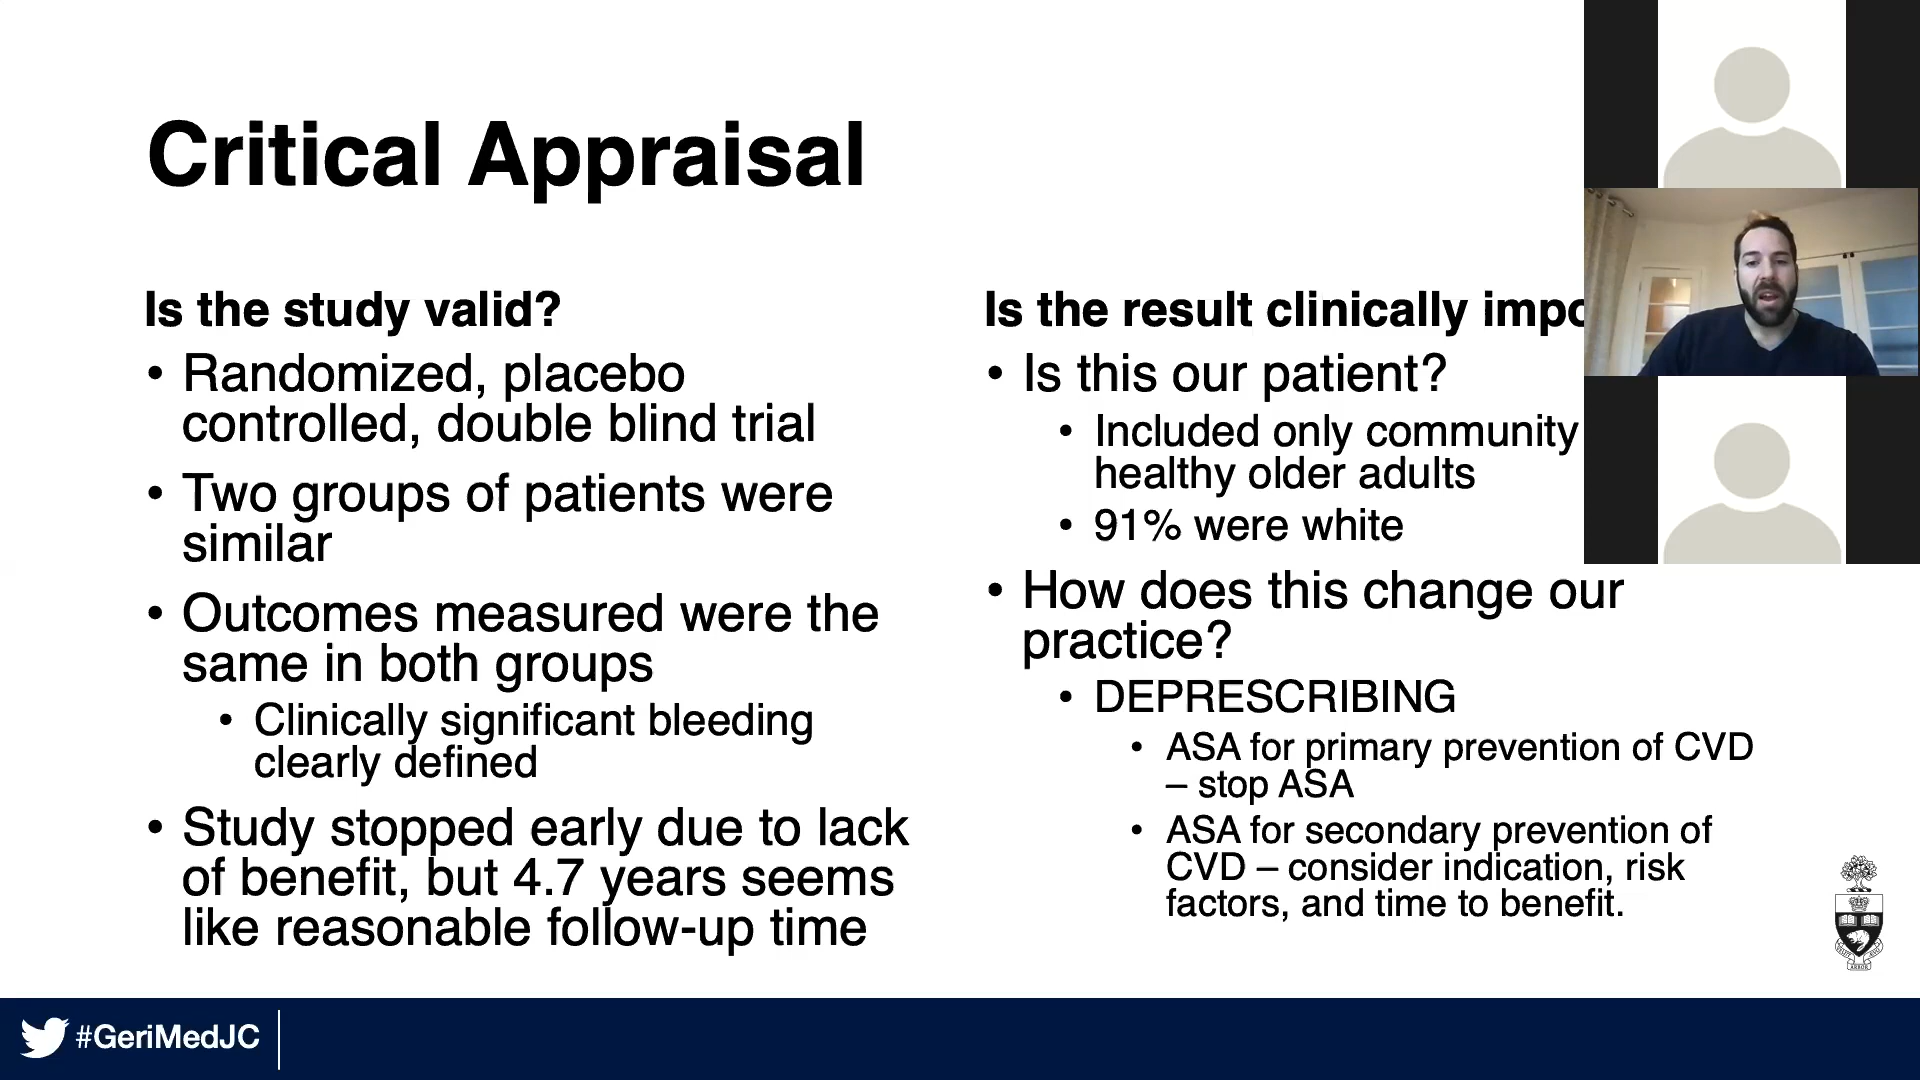 Critical Appraisal
Is the study valid?
• Randomized, placebo
controlled, double blind trial
• Two groups of patients were
similar
• Outcomes measured were the
same in both groups
• Clinically significant bleeding
clearly defined
• Study stopped early due to lack
of benefit, but 4.7 years seems
like reasonable follow-up time
Is the result clinically
• Is this our patient?
• Included only community
healthy older adults
• 91% were white
• How does this change our
practice?
• DEPRESCRIBING
• ASA for primary prevention of CVD
– stop ASA
• ASA for secondary prevention of
CVD – consider indication, risk
factors, and time to benefit.
#GeriMedJC